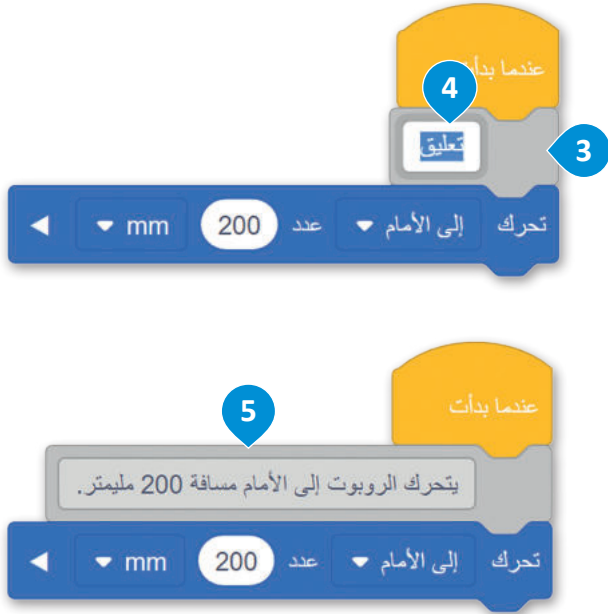 عندما بدأت
4
تعليق
3
تحرك إلى الأمام عدد 200 mm
عندما بدأت
5
يتحرك الروبوت إلى الأمام مسافة 200 مليمتر.
تحرك إلى الأمام عدد 200 mm